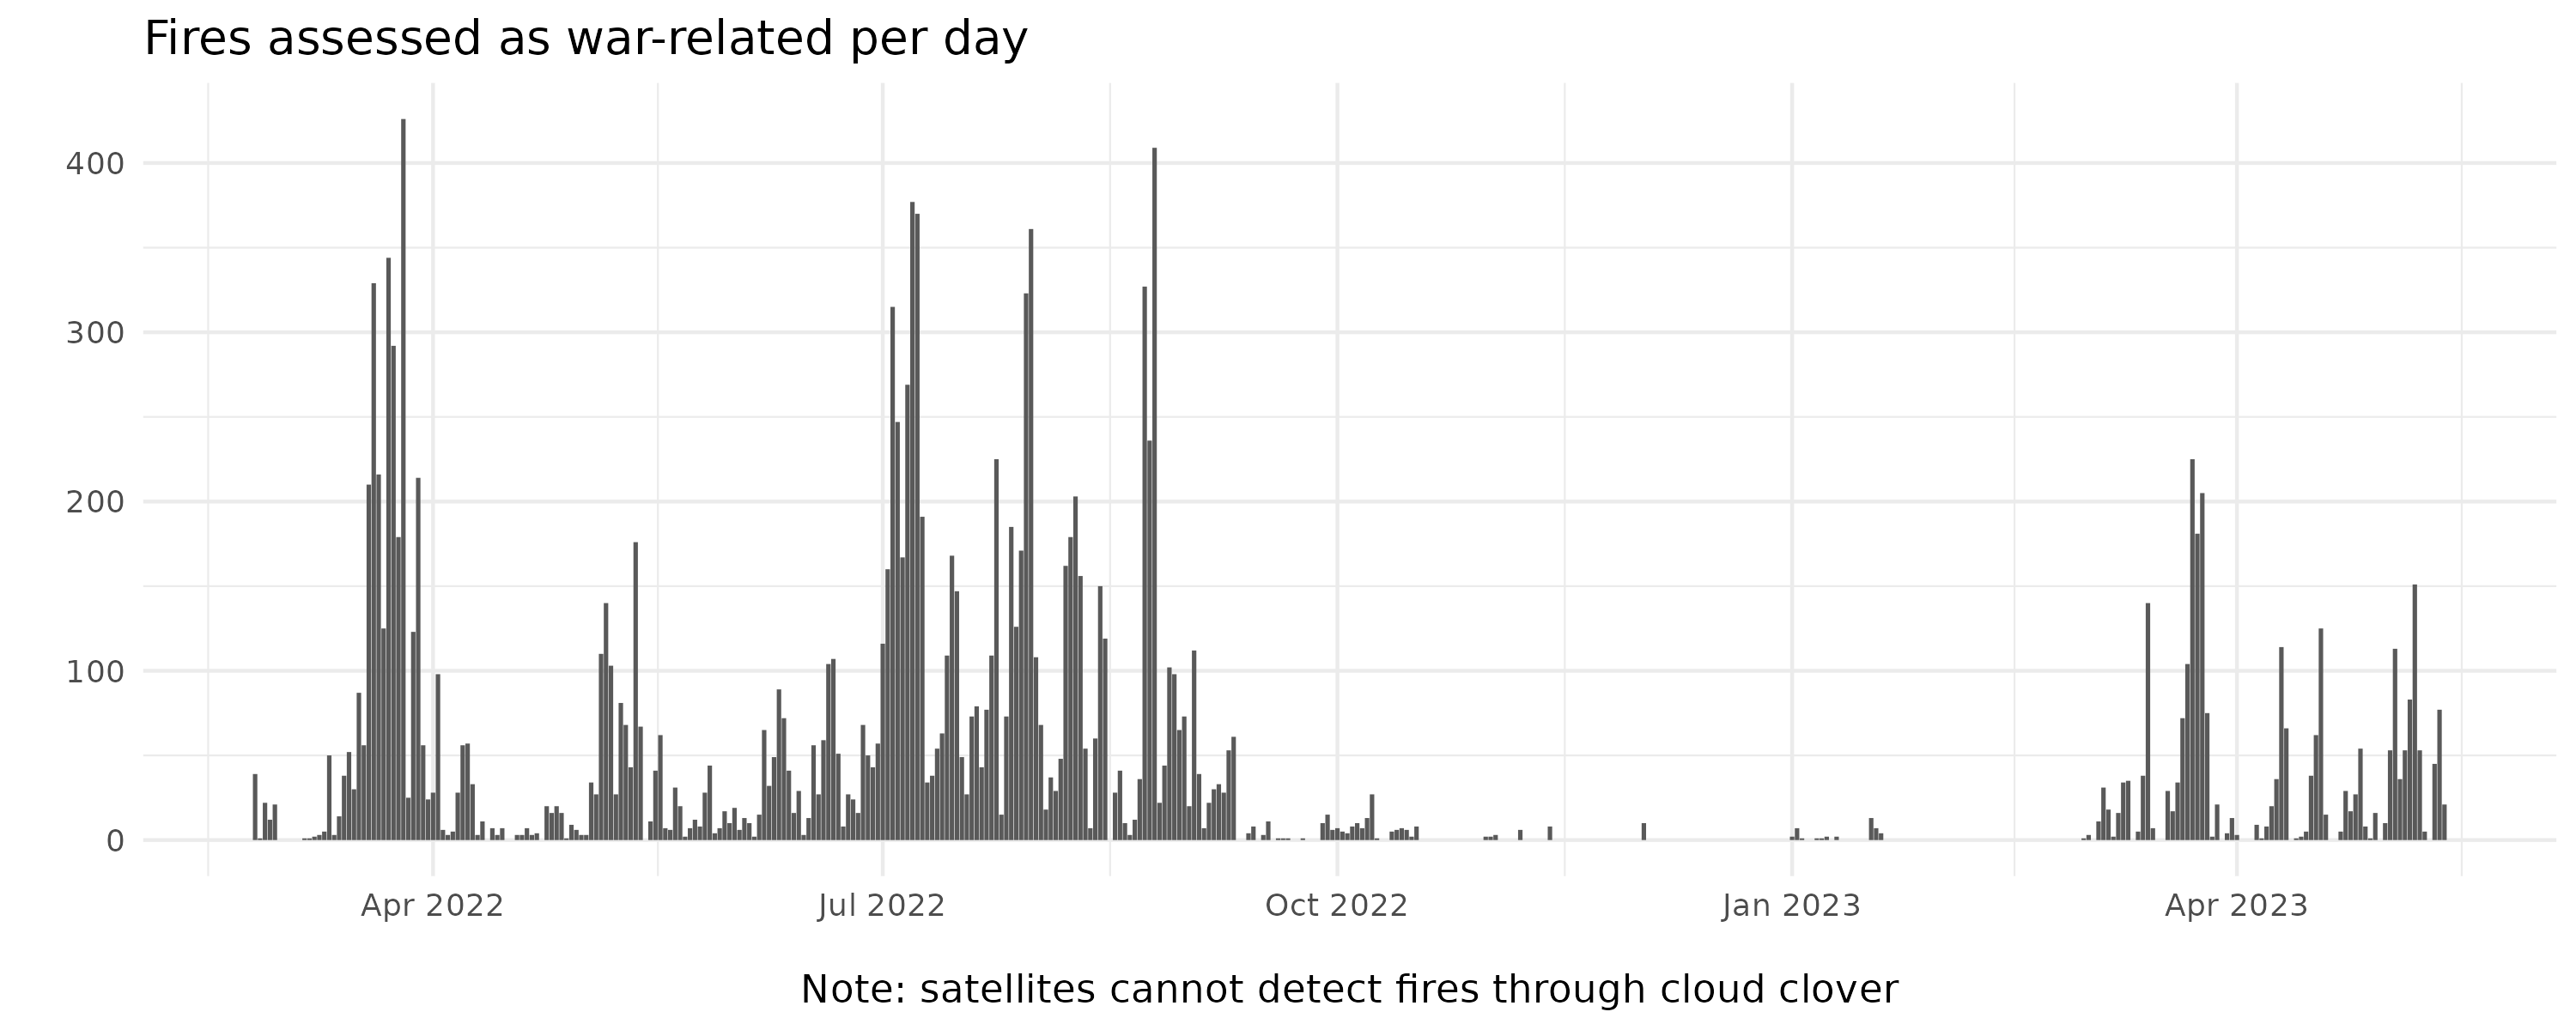 Fires assessed as war-related per day
400
300
200
100
0
Apr 2022 Jul 2022 Oct 2022 Jan 2023 Apr 2023
Note: satellites cannot detect fires through cloud clover